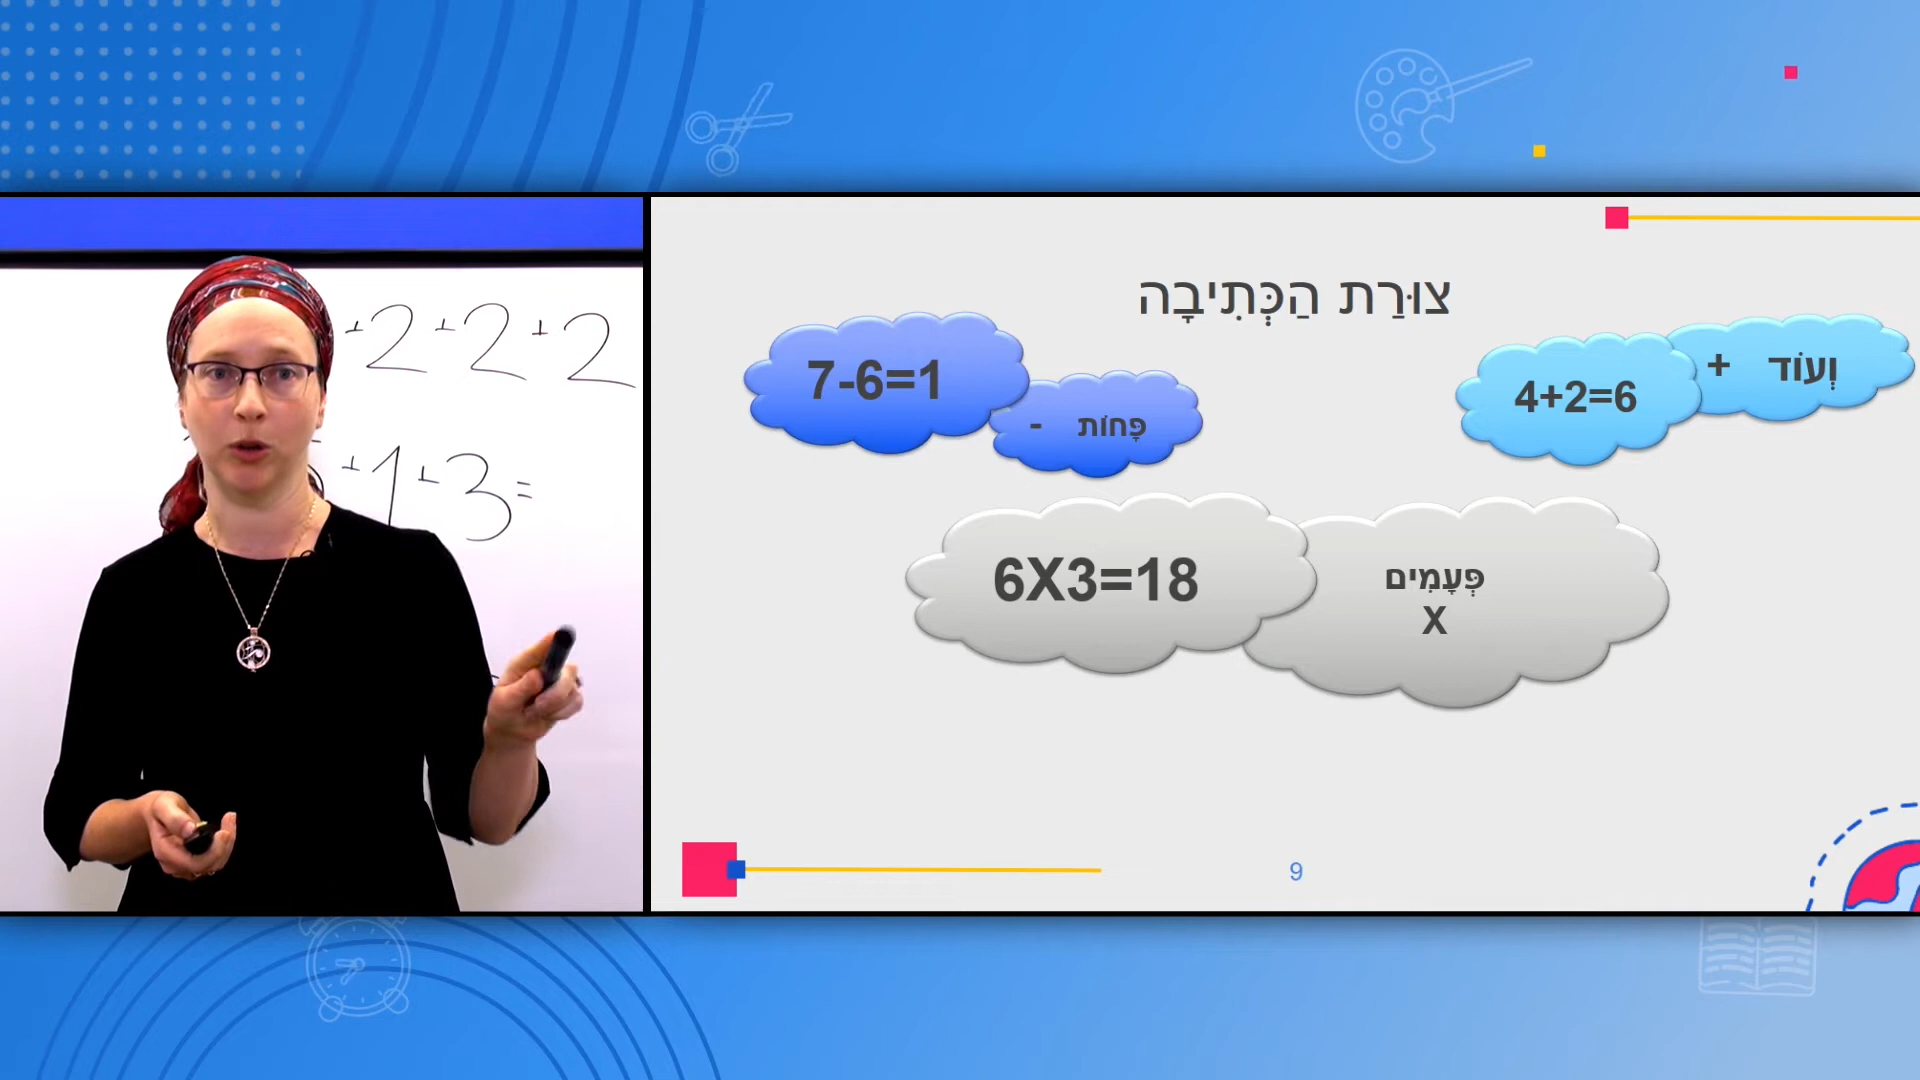 +2+2+2
+1+3=
צוּרַת הַכְּתִיבָה
וְעוֹד +
4+2=6
7-6=1
פָּחוֹת -
6X3=18
פְּעָמִים
X
9